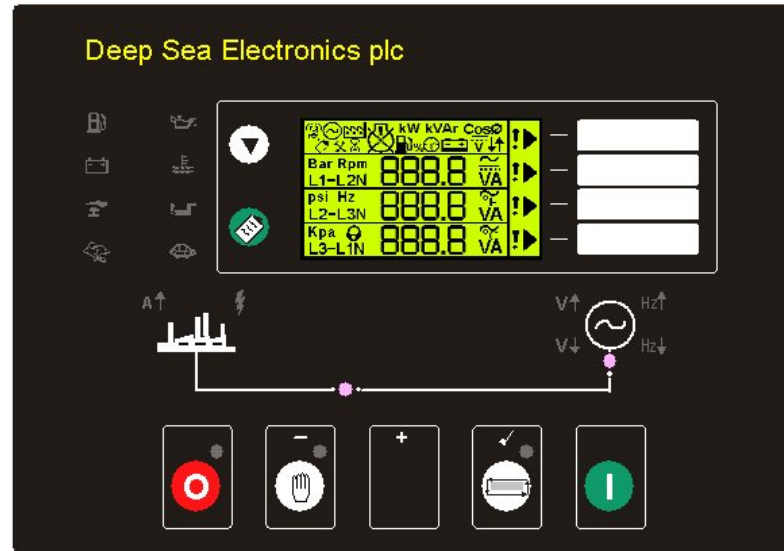 Deep Sea Electronics plc
kW kVAr CosØ
V
Bar Rpm 888.8
L1-L2N VA
psi Hz 888.8 °F
L2-L3N VA
Kpa 888.8 °C
L3-L1N VA
A
V Hz
V Hz
- +
O I